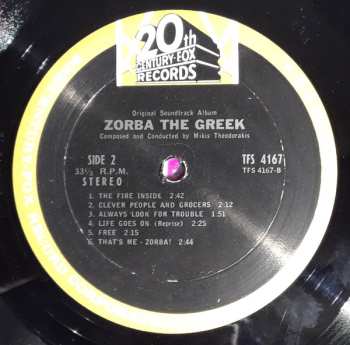 20th
CENTURY-FOX
RECORDS
Original Soundtrack Album
ZORBA THE GREEK
Composed and Conducted by Mikis Theodorakis
SIDE 2 TFS 4167
33⅓ R.P.M. TFS 4167-B
STEREO
1. THE FIRE INSIDE 2:42
2. CLEVER PEOPLE AND GROCERS 2:12
3. ALWAYS LOOK FOR TROUBLE 1:51
4. LIFE GOES ON (Reprise) 2:25
5. FREE 2:15
6. THAT'S ME - ZORBA! 2:44